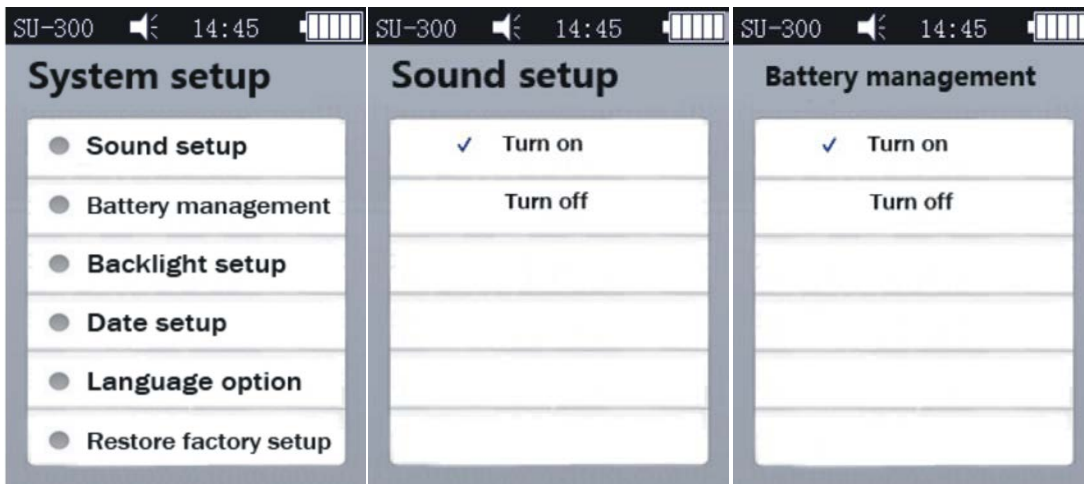 SU-300 14:45
System setup
Sound setup
Battery management
Backlight setup
Date setup
Language option
Restore factory setup
SU-300 14:45
Sound setup
✓ Turn on
Turn off
SU-300 14:45
Battery management
✓ Turn on
Turn off